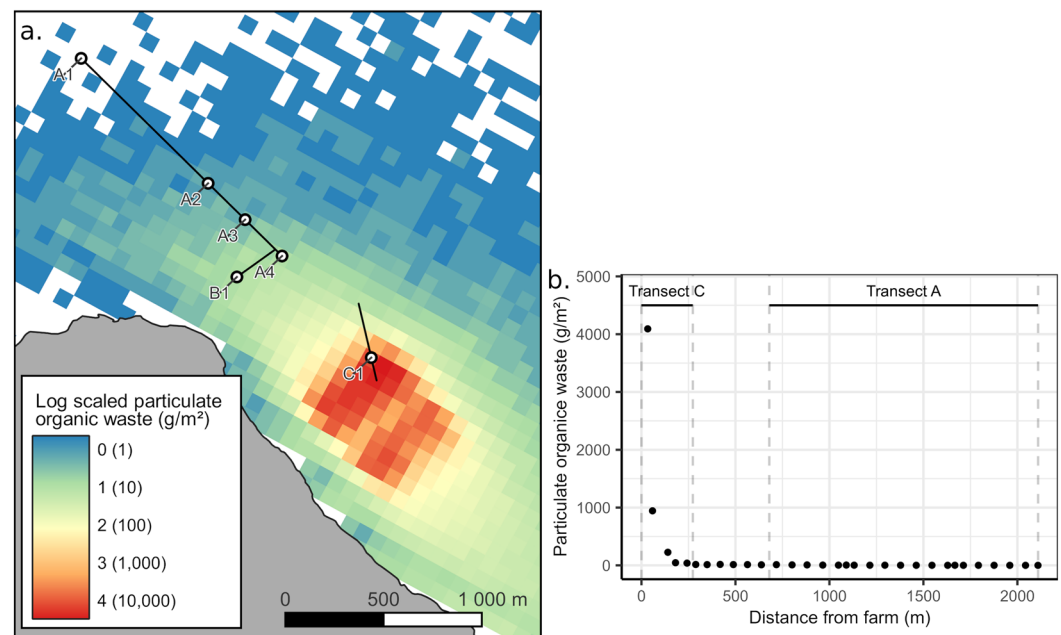 a.
A1
A2
A3
A4
B1
C1
Log scaled particulate
organic waste (g/m²)
0 (1)
1 (10)
2 (100)
3 (1,000)
4 (10,000)
0 500 1 000 m
b.
Particulate organice waste (g/m²)
5000
4000
3000
2000
1000
0
Transect C
Transect A
0 500 1000 1500 2000
Distance from farm (m)